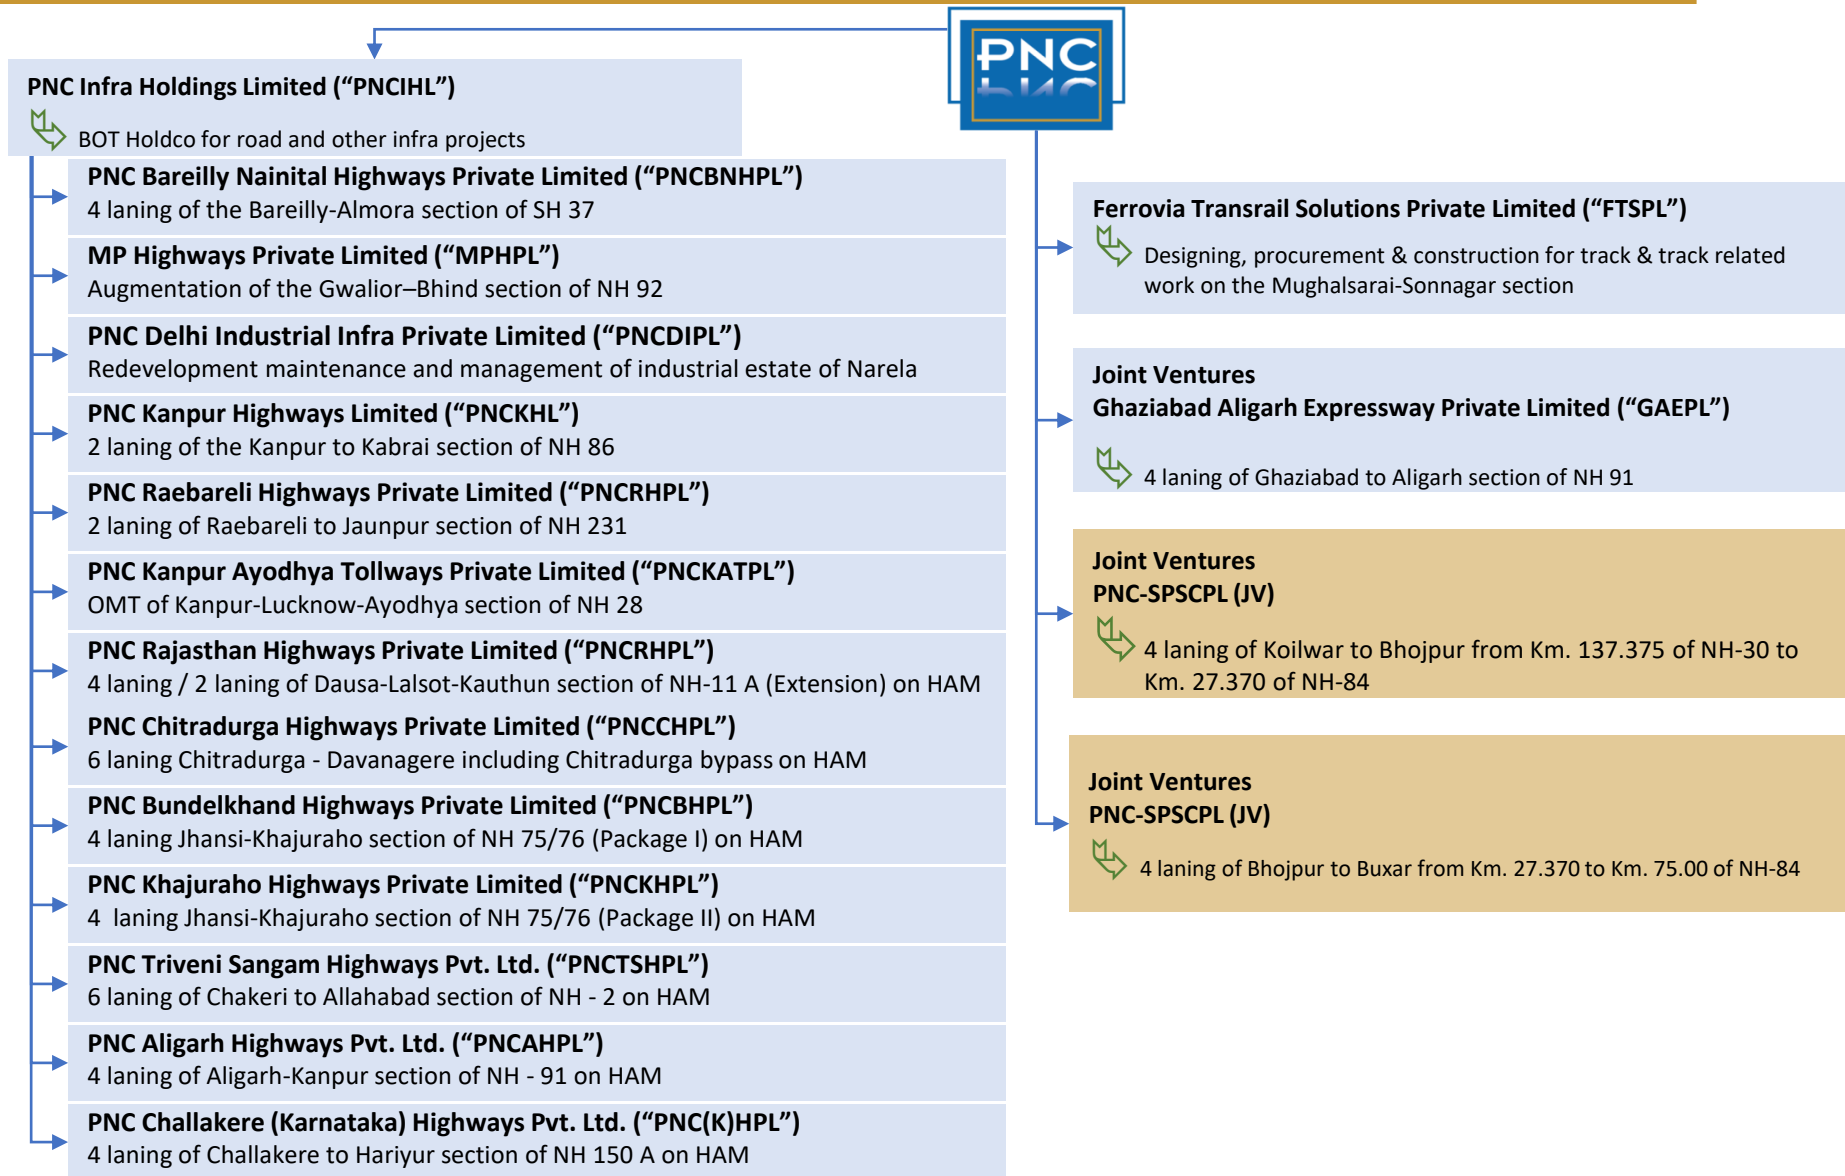 PNC
PNC Infra Holdings Limited (“PNCIHL”)
BOT Holdco for road and other infra projects
PNC Bareilly Nainital Highways Private Limited (“PNCBNHPL”)
4 laning of the Bareilly-Almora section of SH 37
MP Highways Private Limited (“MPHPL”)
Augmentation of the Gwalior–Bhind section of NH 92
PNC Delhi Industrial Infra Private Limited (“PNCDIPL”)
Redevelopment maintenance and management of industrial estate of Narela
PNC Kanpur Highways Limited (“PNCKHL”)
2 laning of the Kanpur to Kabrai section of NH 86
PNC Raebareli Highways Private Limited (“PNCRHPL”)
2 laning of Raebareli to Jaunpur section of NH 231
PNC Kanpur Ayodhya Tollways Private Limited (“PNCKATPL”)
OMT of Kanpur-Lucknow-Ayodhya section of NH 28
PNC Rajasthan Highways Private Limited (“PNCRHPL”)
4 laning / 2 laning of Dausa-Lalsot-Kauthun section of NH-11 A (Extension) on HAM
PNC Chitradurga Highways Private Limited (“PNCCHPL”)
6 laning Chitradurga - Davanagere including Chitradurga bypass on HAM
PNC Bundelkhand Highways Private Limited (“PNCBHPL”)
4 laning Jhansi-Khajuraho section of NH 75/76 (Package I) on HAM
PNC Khajuraho Highways Private Limited (“PNCKHPL”)
4 laning Jhansi-Khajuraho section of NH 75/76 (Package II) on HAM
PNC Triveni Sangam Highways Pvt. Ltd. (“PNCTSHPL”)
6 laning of Chakeri to Allahabad section of NH - 2 on HAM
PNC Aligarh Highways Pvt. Ltd. (“PNCAHPL”)
4 laning of Aligarh-Kanpur section of NH - 91 on HAM
PNC Challakere (Karnataka) Highways Pvt. Ltd. (“PNC(K)HPL”)
4 laning of Challakere to Hariyur section of NH 150 A on HAM
Ferrovia Transrail Solutions Private Limited (“FTSPL”)
Designing, procurement & construction for track & track related
work on the Mughalsarai-Sonnagar section
Joint Ventures
Ghaziabad Aligarh Expressway Private Limited (“GAEPL”)
4 laning of Ghaziabad to Aligarh section of NH 91
Joint Ventures
PNC-SPSCPL (JV)
4 laning of Koilwar to Bhojpur from Km. 137.375 of NH-30 to
Km. 27.370 of NH-84
Joint Ventures
PNC-SPSCPL (JV)
4 laning of Bhojpur to Buxar from Km. 27.370 to Km. 75.00 of NH-84